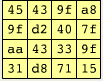 45 43 9f a8
9f d2 40 7f
aa 43 33 9f
31 d8 71 15